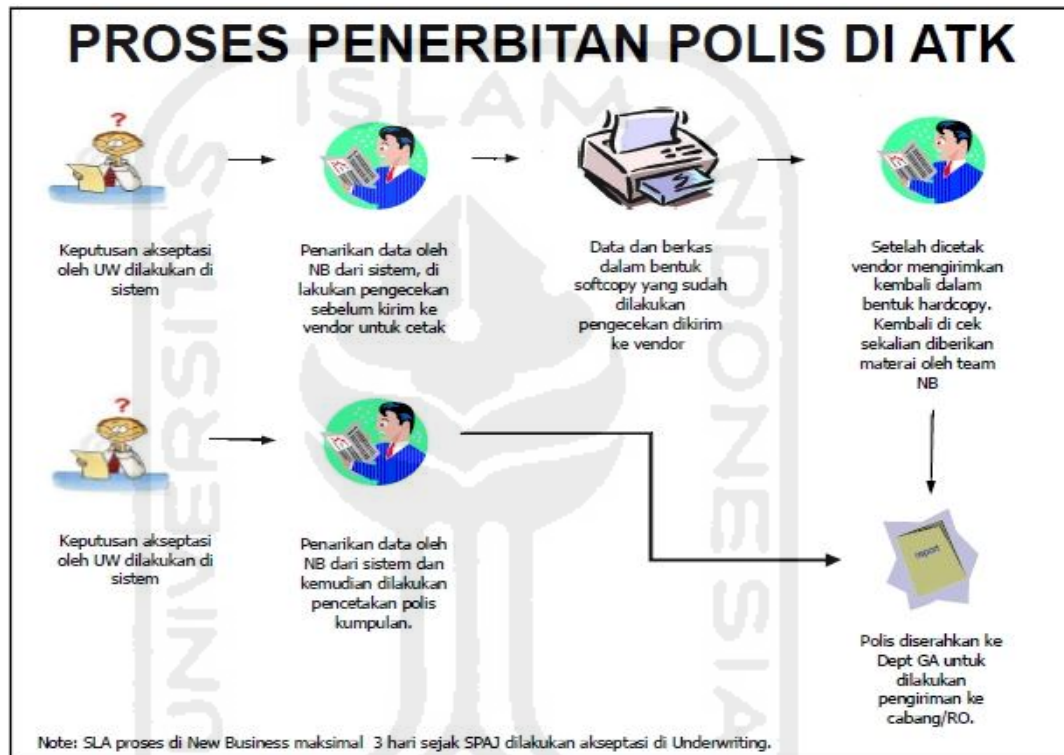 PROSES PENERBITAN POLIS DI ATK
Keputusan akseptasi
oleh UW dilakukan di
sistem
Penarikan data oleh
NB dari sistem, di
lakukan pengecekan
sebelum kirim ke
vendor untuk cetak
Data dan berkas
dalam bentuk
softcopy yang sudah
dilakukan
pengecekan dikirim
ke vendor
Setelah dicetak
vendor mengirimkan
kembali dalam
bentuk hardcopy.
Kembali di cek
sekalian diberikan
materai oleh team
NB
Keputusan akseptasi
oleh UW dilakukan di
sistem
Penarikan data oleh
NB dari sistem dan
kemudian dilakukan
pencetakan polis
kumpulan.
report
Polis diserahkan ke
Dept GA untuk
dilakukan
pengiriman ke
cabang/RO.
Note: SLA proses di New Business maksimal 3 hari sejak SPAJ dilakukan akseptasi di Underwriting.
UNIVERSITAS
ISLAM
INDONESIA